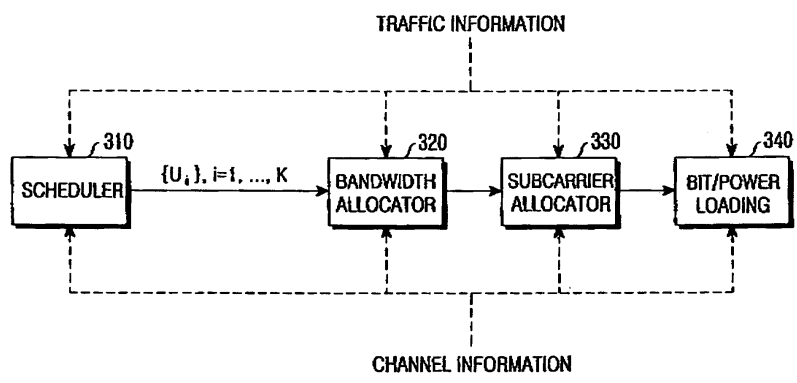 TRAFFIC INFORMATION
310
320
330
340
SCHEDULER
{U_i}, i=1, ..., K
BANDWIDTH
ALLOCATOR
SUBCARRIER
ALLOCATOR
BIT/POWER
LOADING
CHANNEL INFORMATION